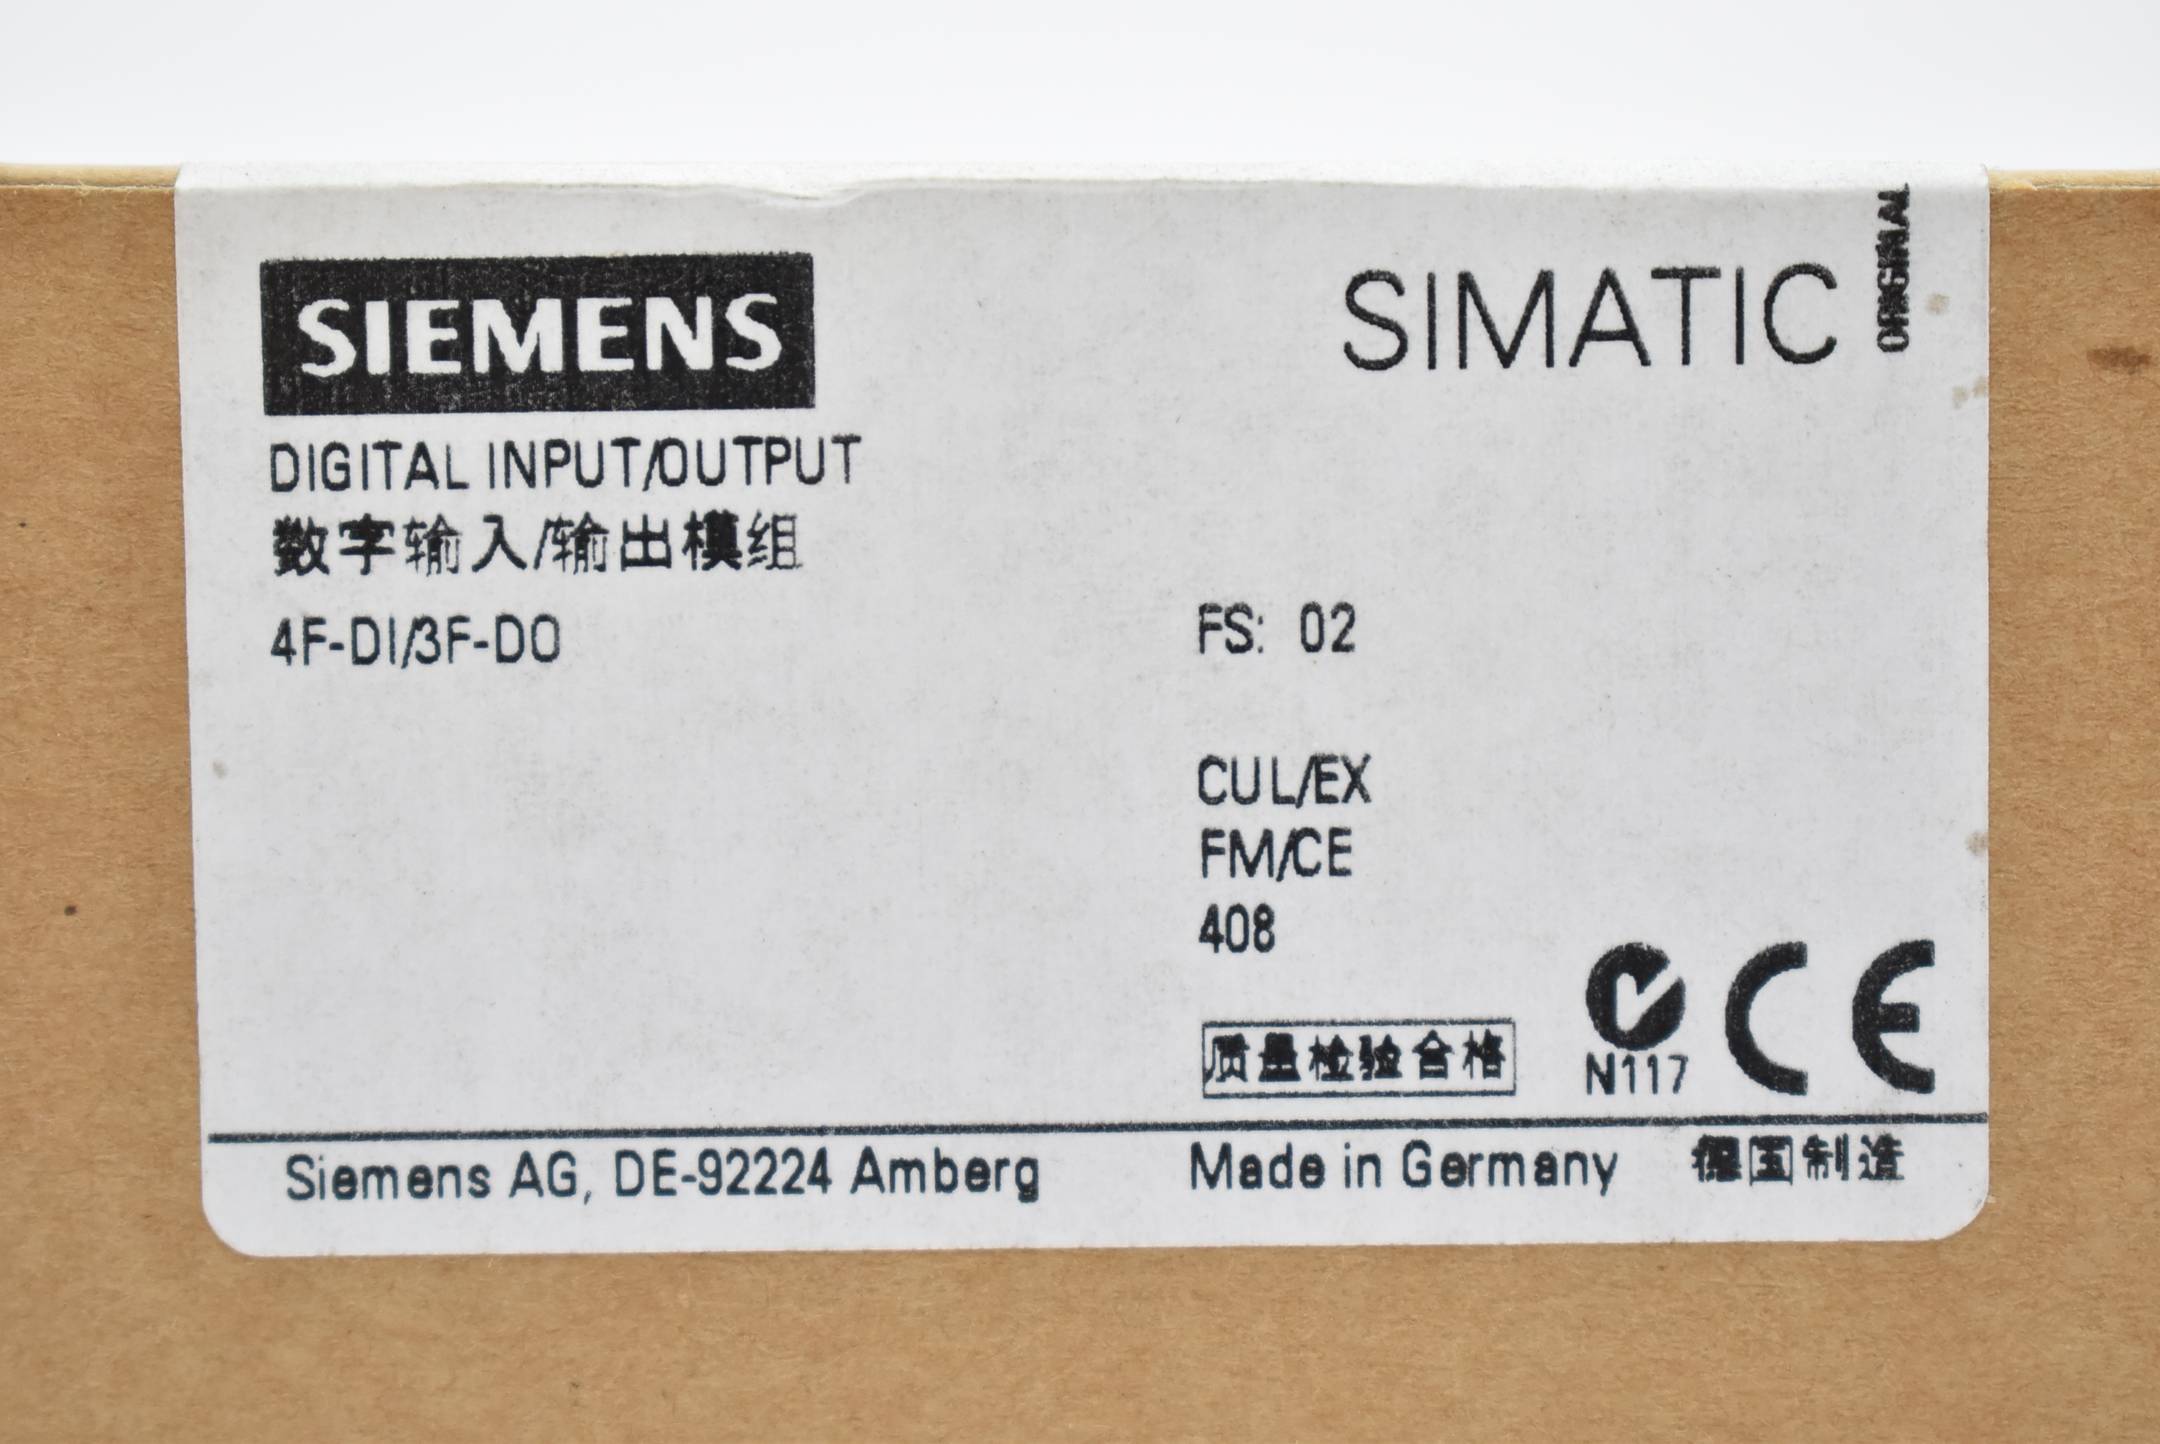 SIEMENS
SIMATIC
ORIGINAL
DIGITAL INPUT/OUTPUT
数字输入/输出模组
4F-DI/3F-DO
FS: 02
CUL/EX
FM/CE
408
质量检验合格
N117
CE
Siemens AG, DE-92224 Amberg
Made in Germany 德国制造